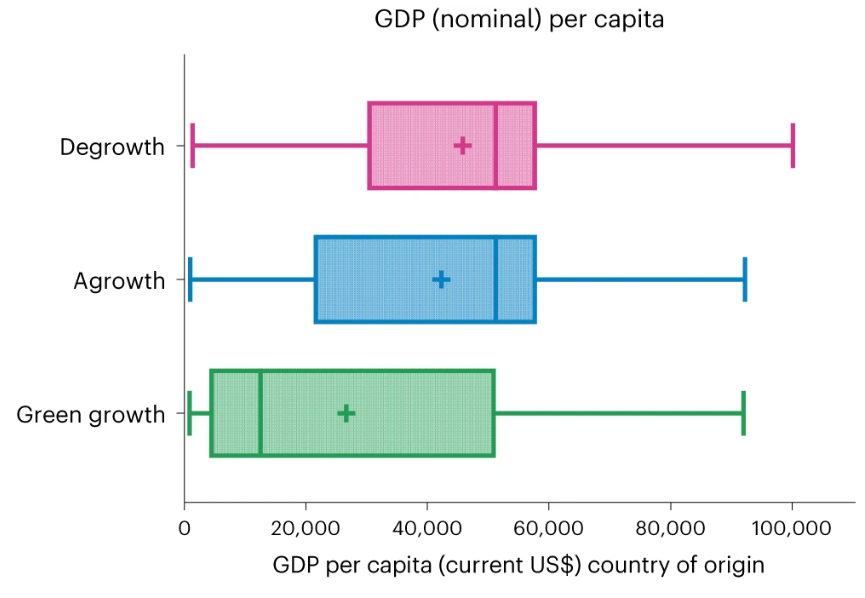 GDP (nominal) per capita
Degrowth
Agrowth
Green growth
0 20,000 40,000 60,000 80,000 100,000
GDP per capita (current US$) country of origin